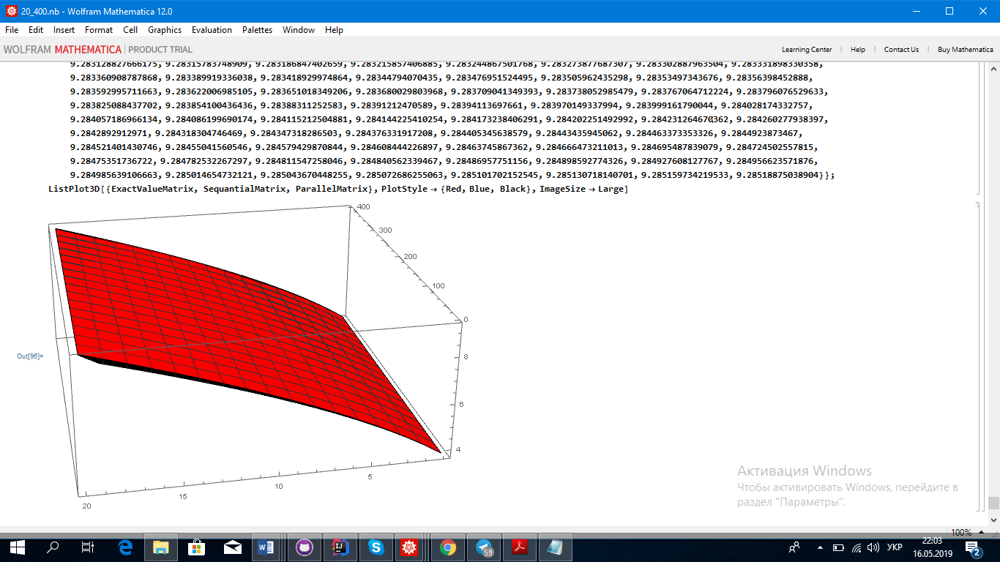 20_400.nb - Wolfram Mathematica 12.0
File Edit Insert Format Cell Graphics Evaluation Palettes Window Help
WOLFRAM MATHEMATICA | PRODUCT TRIAL
Learning Center | Help | Contact Us | Buy Mathematica
9.283128827666175, 9.28315783748909, 9.283186847402659, 9.283215857406885, 9.283244867501768, 9.283273877687307, 9.283302887963504, 9.283331898330358,
9.283360908787868, 9.283389919336038, 9.283418929974864, 9.28344794070435, 9.283476951524495, 9.283505962435298, 9.28353497343676, 9.28356398452888,
9.283592995711663, 9.283622006985105, 9.283651018349206, 9.283680029803968, 9.283709041349393, 9.283738052985479, 9.283767064712224, 9.283796076529633,
9.283825088437702, 9.283854100436436, 9.28388311252583, 9.28391212470589, 9.28394113697661, 9.283970149337994, 9.283999161790044, 9.284028174332757,
9.284057186966134, 9.284086199690174, 9.284115212504881, 9.284144225410254, 9.284173238406291, 9.284202251492992, 9.284231264670362, 9.284260277938397,
9.2842892912971, 9.284318304746469, 9.284347318286503, 9.284376331917208, 9.284405345638579, 9.28443435945062, 9.284463373353326, 9.2844923873467,
9.284521401430746, 9.28455041560546, 9.284579429870844, 9.284608444226897, 9.28463745867362, 9.284666473211013, 9.284695487839079, 9.284724502557815,
9.28475351736722, 9.284782532267297, 9.284811547258046, 9.284840562339467, 9.28486957751156, 9.284898592774326, 9.284927608127767, 9.284956623571876,
9.284985639106663, 9.285014654732121, 9.285043670448255, 9.285072686255063, 9.285101702152545, 9.285130718140701, 9.285159734219533, 9.28518875038904}};
ListPlot3D[{ExactValueMatrix, SequantialMatrix, ParallelMatrix}, PlotStyle → {Red, Blue, Black}, ImageSize → Large]
400
300
200
100
0
Out[96]=
8
6
4
5
10
15
20
Активация Windows
Чтобы активировать Windows, перейдите в
раздел "Параметры".
100%
58
УКР
22:03
16.05.2019
2